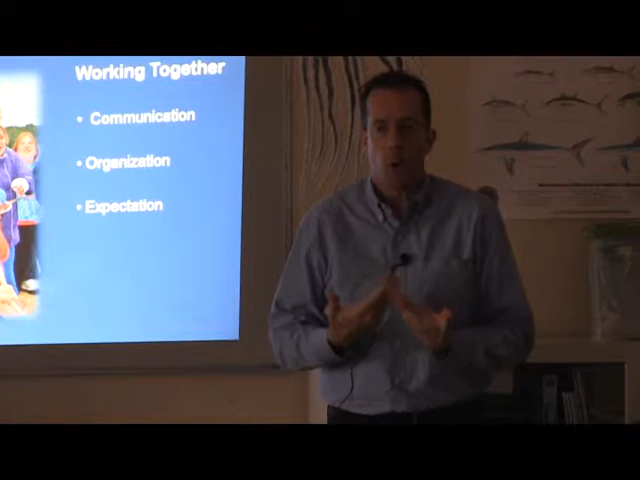 Working Together
• Communication
• Organization
• Expectation